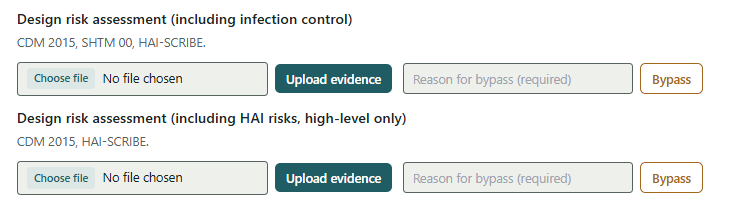 Design risk assessment (including infection control)
CDM 2015, SHTM 00, HAI-SCRIBE.
Choose file No file chosen Upload evidence Reason for bypass (required) Bypass
Design risk assessment (including HAI risks, high-level only)
CDM 2015, HAI-SCRIBE.
Choose file No file chosen Upload evidence Reason for bypass (required) Bypass